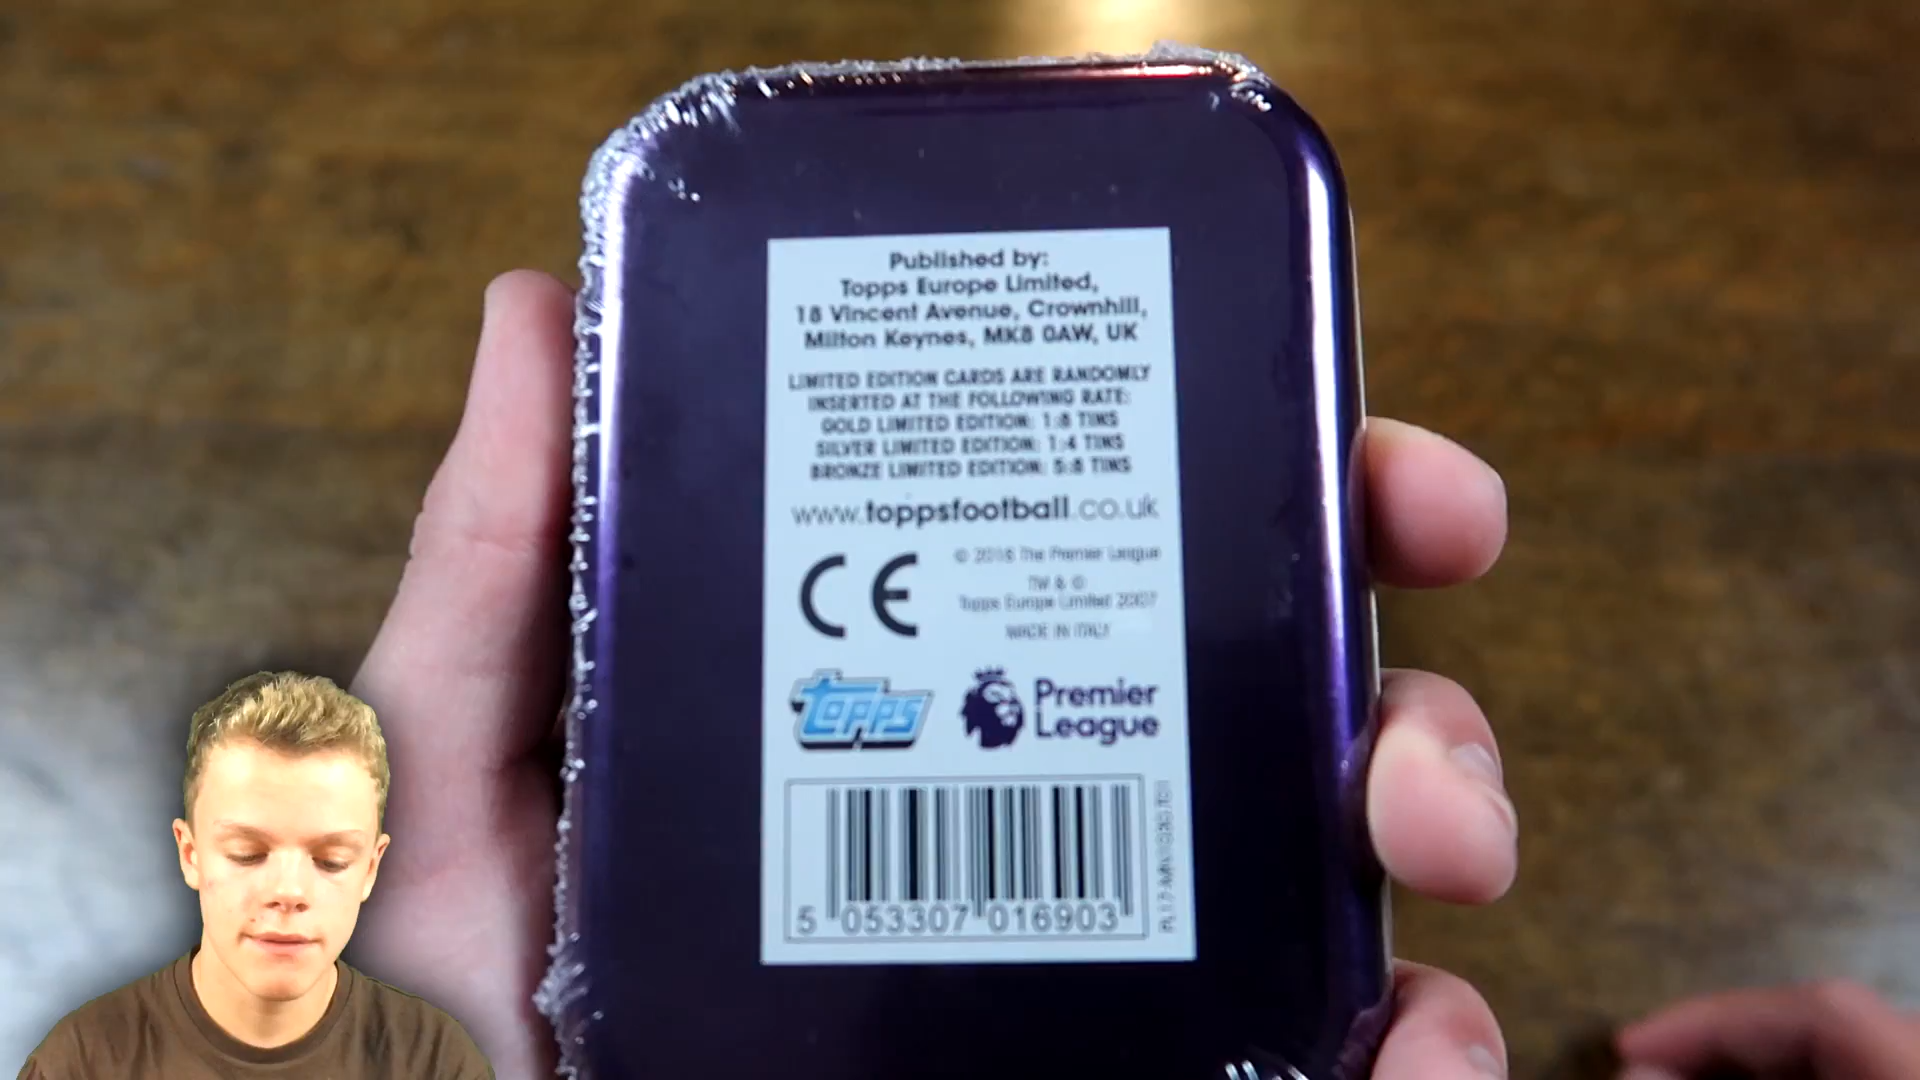 Published by:
Topps Europe Limited,
18 Vincent Avenue, Crownhill,
Milton Keynes, MK8 0AW, UK
LIMITED EDITION CARDS ARE RANDOMLY
INSERTED AT THE FOLLOWING RATE:
GOLD LIMITED EDITION: 1:8 TINS
SILVER LIMITED EDITION: 1:4 TINS
BRONZE LIMITED EDITION: 5:8 TINS
www.toppsfootball.co.uk
CE
© 2016 The Premier League
TM & ©
Topps Europe Limited 2007
MADE IN ITALY
Topps
Premier
League
5 053307 016903